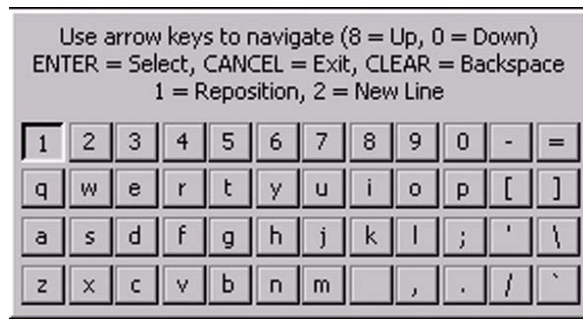 Use arrow keys to navigate (8 = Up, 0 = Down)
ENTER = Select, CANCEL = Exit, CLEAR = Backspace
1 = Reposition, 2 = New Line
1 2 3 4 5 6 7 8 9 0 - =
q w e r t y u i o p [ ]
a s d f g h j k l ; ' \
z x c v b n m , . / `